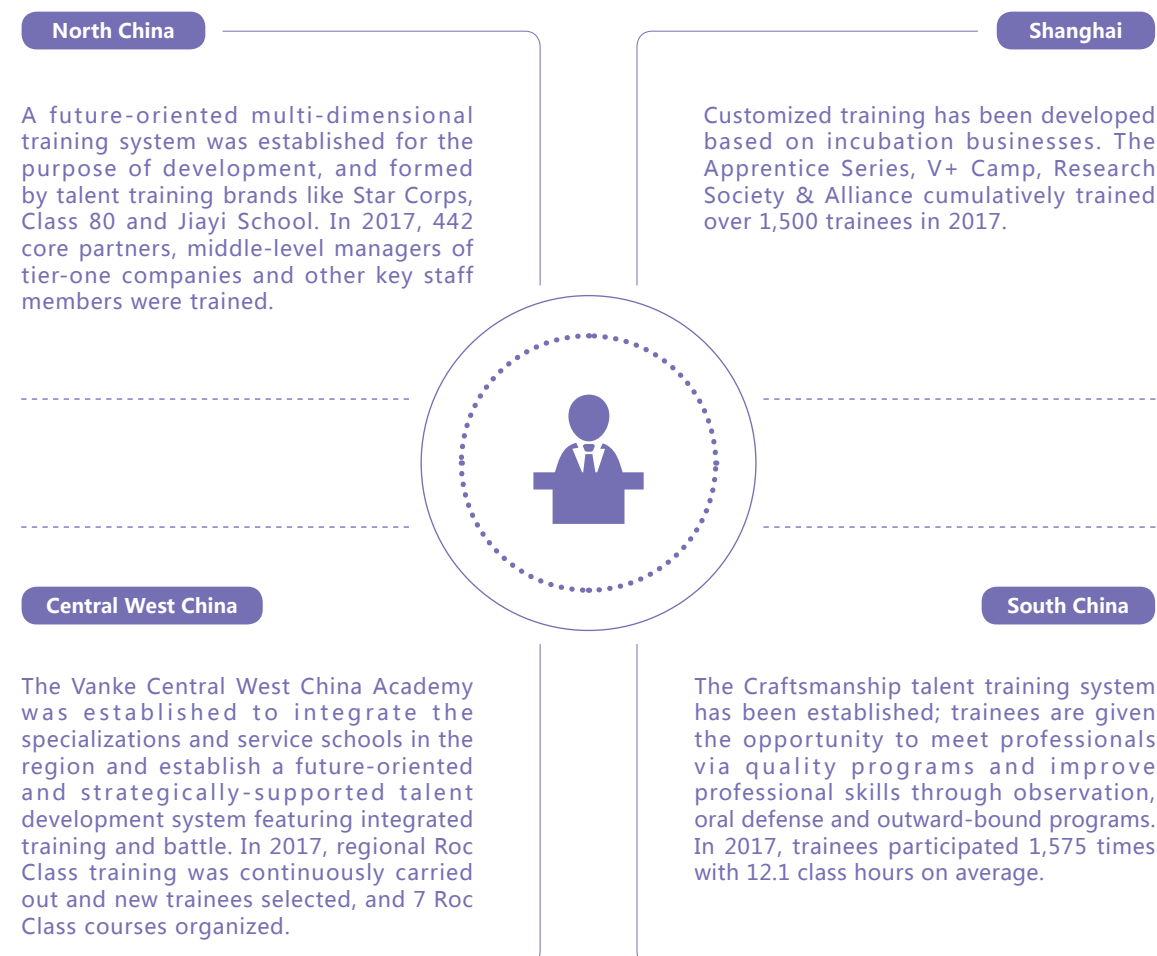 North China
A future-oriented multi-dimensional
training system was established for the
purpose of development, and formed
by talent training brands like Star Corps,
Class 80 and Jiayi School. In 2017, 442
core partners, middle-level managers of
tier-one companies and other key staff
members were trained.
Shanghai
Customized training has been developed
based on incubation businesses. The
Apprentice Series, V+ Camp, Research
Society & Alliance cumulatively trained
over 1,500 trainees in 2017.
Central West China
The Vanke Central West China Academy
was established to integrate the
specializations and service schools in the
region and establish a future-oriented
and strategically-supported talent
development system featuring integrated
training and battle. In 2017, regional Roc
Class training was continuously carried
out and new trainees selected, and 7 Roc
Class courses organized.
South China
The Craftsmanship talent training system
has been established; trainees are given
the opportunity to meet professionals
via quality programs and improve
professional skills through observation,
oral defense and outward-bound programs.
In 2017, trainees participated 1,575 times
with 12.1 class hours on average.